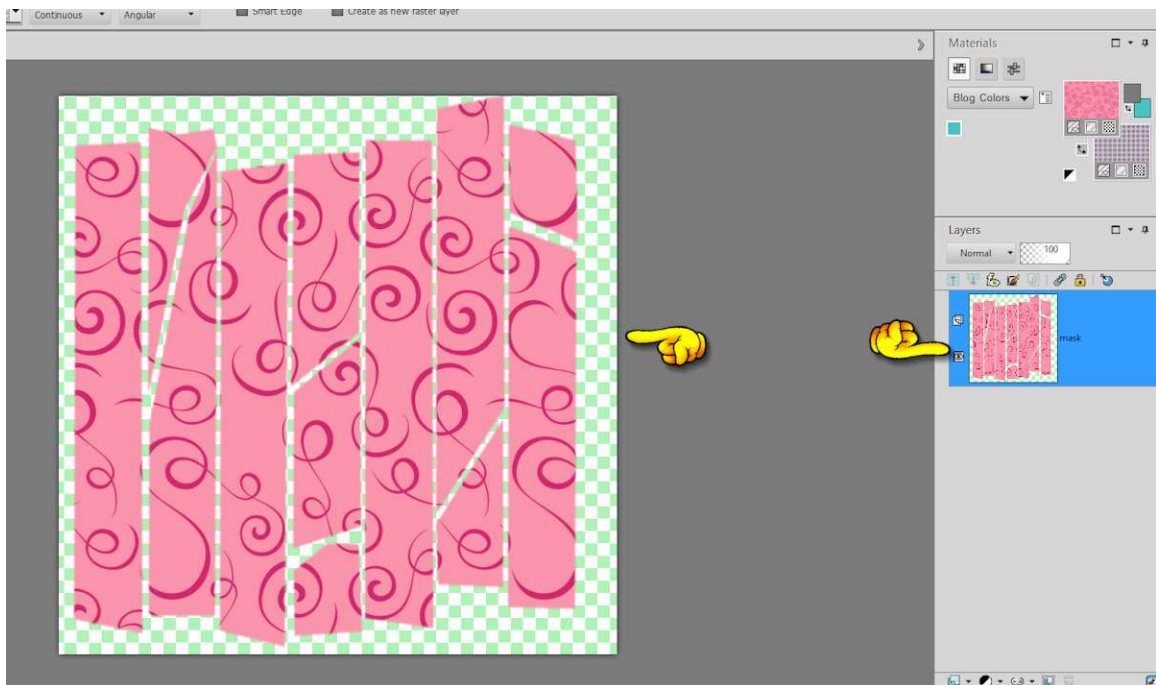 Continuous Angular Smart Edge Create as new raster layer
Materials
Blog Colors
Layers
Normal 100
mask